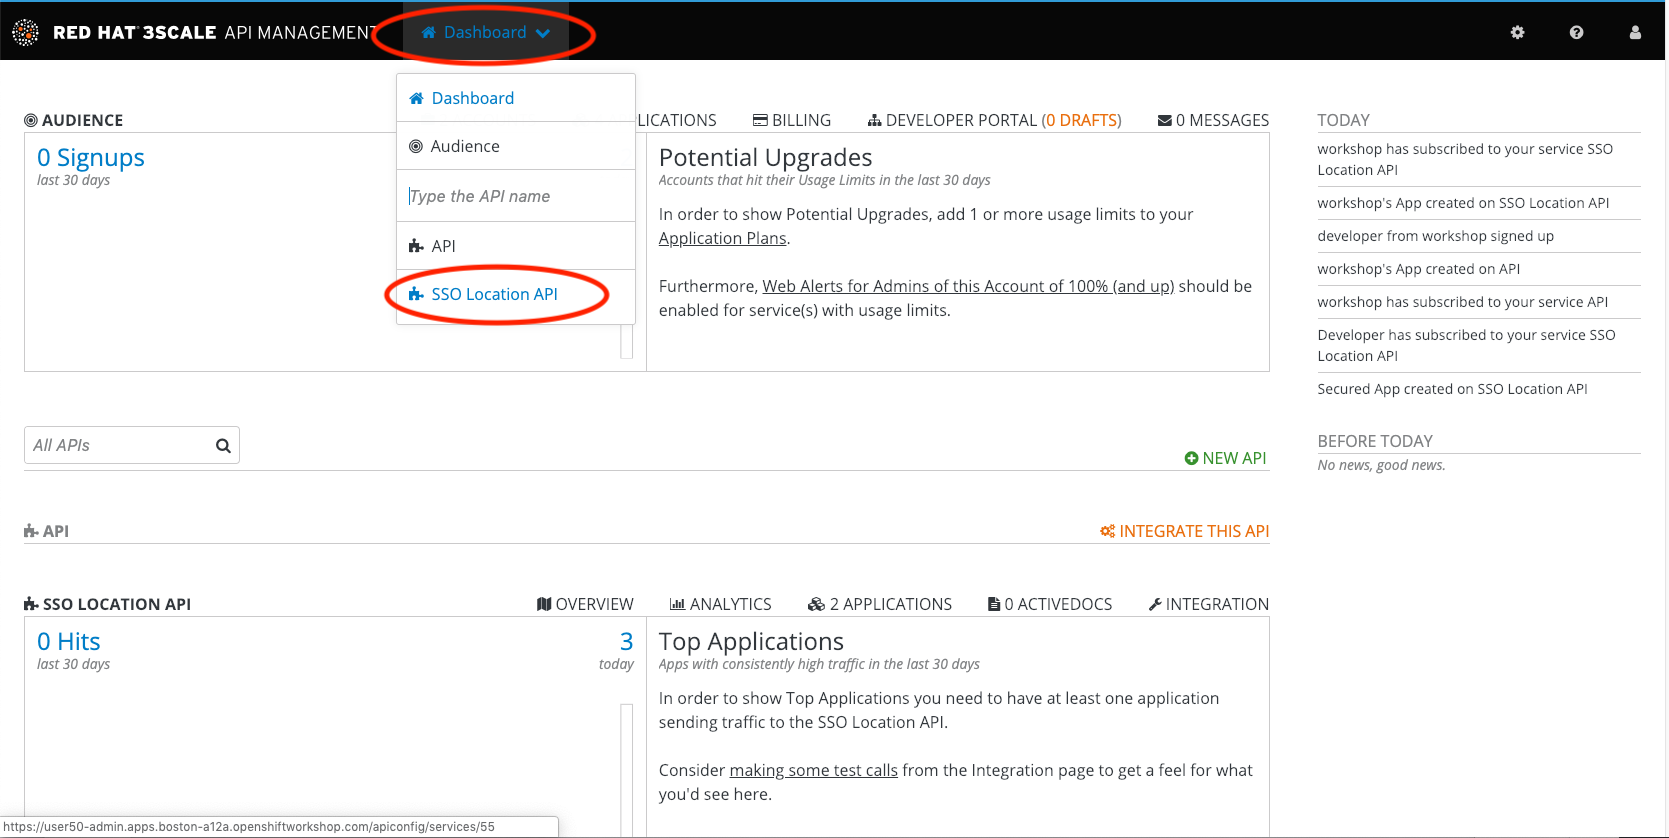 RED HAT 3SCALE API MANAGEMENT
Dashboard
Dashboard
Audience
Type the API name
API
SSO Location API
AUDIENCE
LICATIONS
BILLING
DEVELOPER PORTAL (0 DRAFTS)
0 MESSAGES
0 Signups
last 30 days
Potential Upgrades
Accounts that hit their Usage Limits in the last 30 days
In order to show Potential Upgrades, add 1 or more usage limits to your
Application Plans.
Furthermore, Web Alerts for Admins of this Account of 100% (and up) should be
enabled for service(s) with usage limits.
TODAY
workshop has subscribed to your service SSO
Location API
workshop's App created on SSO Location API
developer from workshop signed up
workshop's App created on API
workshop has subscribed to your service API
Developer has subscribed to your service SSO
Location API
Secured App created on SSO Location API
BEFORE TODAY
No news, good news.
All APIs
NEW API
API
INTEGRATE THIS API
SSO LOCATION API
OVERVIEW
ANALYTICS
2 APPLICATIONS
0 ACTIVEDOCS
INTEGRATION
0 Hits
last 30 days
3
today
Top Applications
Apps with consistently high traffic in the last 30 days
In order to show Top Applications you need to have at least one application
sending traffic to the SSO Location API.
Consider making some test calls from the Integration page to get a feel for what
you'd see here.
https://user50-admin.apps.boston-a12a.openshiftworkshop.com/apiconfig/services/55